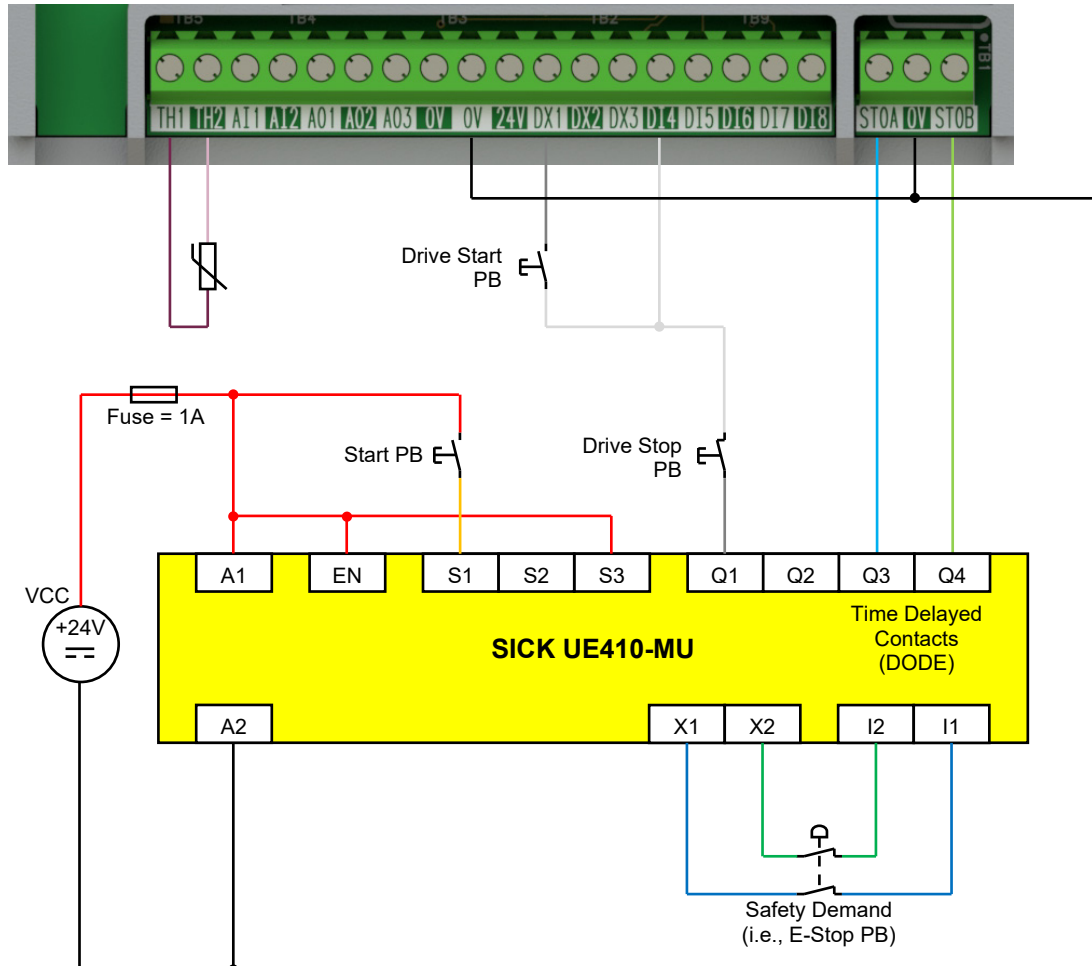 TB5 TB4 TB3 TB2 TB9
TB1
TH1 TH2 AI1 AI2 AO1 AO2 AO3 0V 0V 24V DX1 DX2 DX3 DI4 DI5 DI6 DI7 DI8
STOA 0V STOB
Drive Start
PB
Fuse = 1A
Start PB
Drive Stop
PB
VCC
+24V
A1 EN S1 S2 S3 Q1 Q2 Q3 Q4
Time Delayed
Contacts
(DODE)
SICK UE410-MU
A2 X1 X2 I2 I1
Safety Demand
(i.e., E-Stop PB)